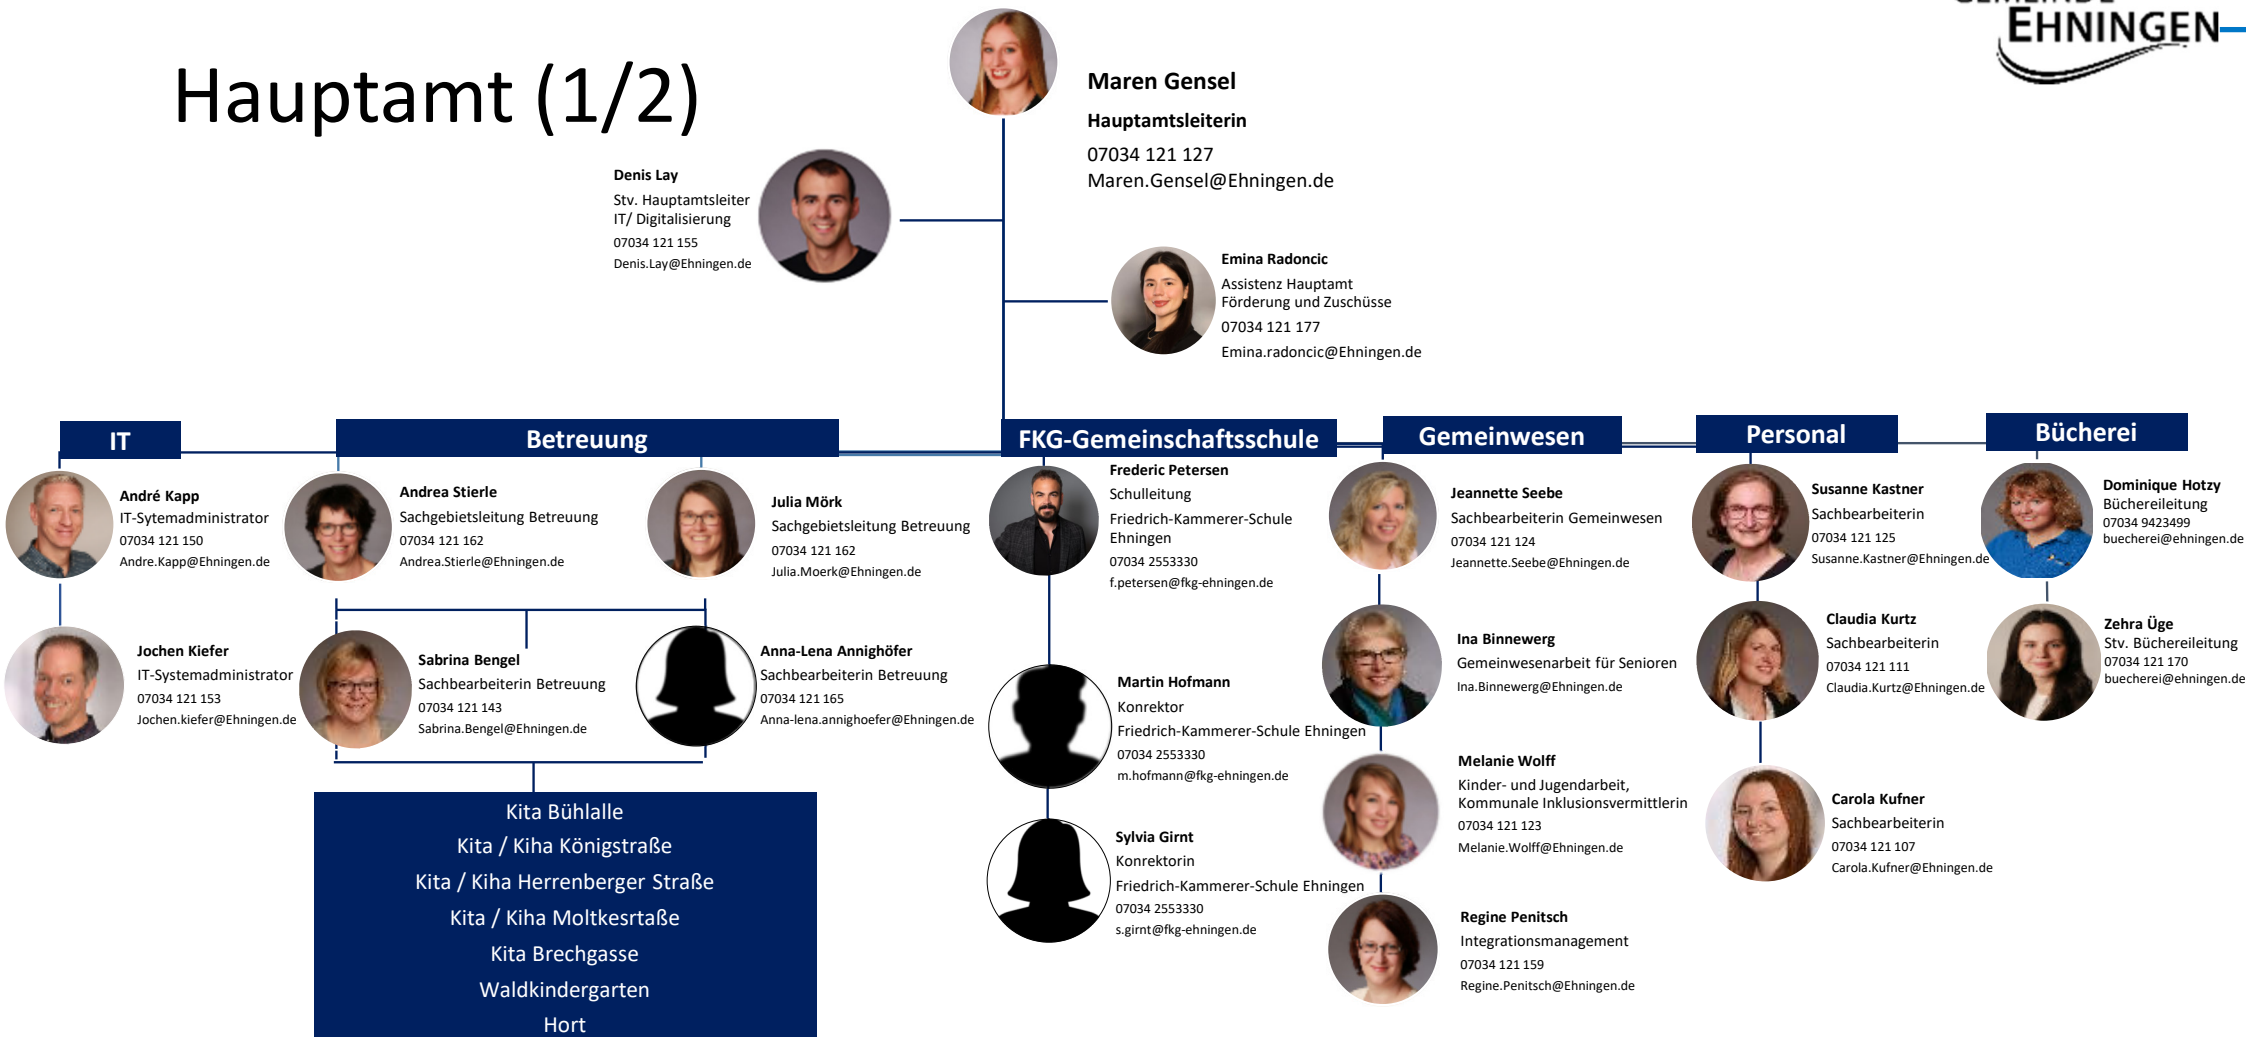 GEMEINDE
EHNINGEN
Hauptamt (1/2)
Maren Gensel
Hauptamtsleiterin
07034 121 127
Maren.Gensel@Ehningen.de
Denis Lay
Stv. Hauptamtsleiter
IT/ Digitalisierung
07034 121 155
Denis.Lay@Ehningen.de
Emina Radoncic
Assistenz Hauptamt
Förderung und Zuschüsse
07034 121 177
Emina.radoncic@Ehningen.de
IT
André Kapp
IT-Sytemadministrator
07034 121 150
Andre.Kapp@Ehningen.de
Jochen Kiefer
IT-Systemadministrator
07034 121 153
Jochen.kiefer@Ehningen.de
Betreuung
Andrea Stierle
Sachgebietsleitung Betreuung
07034 121 162
Andrea.Stierle@Ehningen.de
Julia Mörk
Sachgebietsleitung Betreuung
07034 121 162
Julia.Moerk@Ehningen.de
Sabrina Bengel
Sachbearbeiterin Betreuung
07034 121 143
Sabrina.Bengel@Ehningen.de
Anna-Lena Annighöfer
Sachbearbeiterin Betreuung
07034 121 165
Anna-lena.annighoefer@Ehningen.de
Kita Bühlalle
Kita / Kiha Königstraße
Kita / Kiha Herrenberger Straße
Kita / Kiha Moltkesrtaße
Kita Brechgasse
Waldkindergarten
Hort
FKG-Gemeinschaftsschule
Frederic Petersen
Schulleitung
Friedrich-Kammerer-Schule
Ehningen
07034 2553330
f.petersen@fkg-ehningen.de
Martin Hofmann
Konrektor
Friedrich-Kammerer-Schule Ehningen
07034 2553330
m.hofmann@fkg-ehningen.de
Sylvia Girnt
Konrektorin
Friedrich-Kammerer-Schule Ehningen
07034 2553330
s.girnt@fkg-ehningen.de
Gemeinwesen
Jeannette Seebe
Sachbearbeiterin Gemeinwesen
07034 121 124
Jeannette.Seebe@Ehningen.de
Ina Binnewerg
Gemeinwesenarbeit für Senioren
Ina.Binnewerg@Ehningen.de
Melanie Wolff
Kinder- und Jugendarbeit,
Kommunale Inklusionsvermittlerin
07034 121 123
Melanie.Wolff@Ehningen.de
Regine Penitsch
Integrationsmanagement
07034 121 159
Regine.Penitsch@Ehningen.de
Personal
Susanne Kastner
Sachbearbeiterin
07034 121 125
Susanne.Kastner@Ehningen.de
Claudia Kurtz
Sachbearbeiterin
07034 121 111
Claudia.Kurtz@Ehningen.de
Carola Kufner
Sachbearbeiterin
07034 121 107
Carola.Kufner@Ehningen.de
Bücherei
Dominique Hotzy
Büchereileitung
07034 9423499
buecherei@ehningen.de
Zehra Üge
Stv. Büchereileitung
07034 121 170
buecherei@ehningen.de